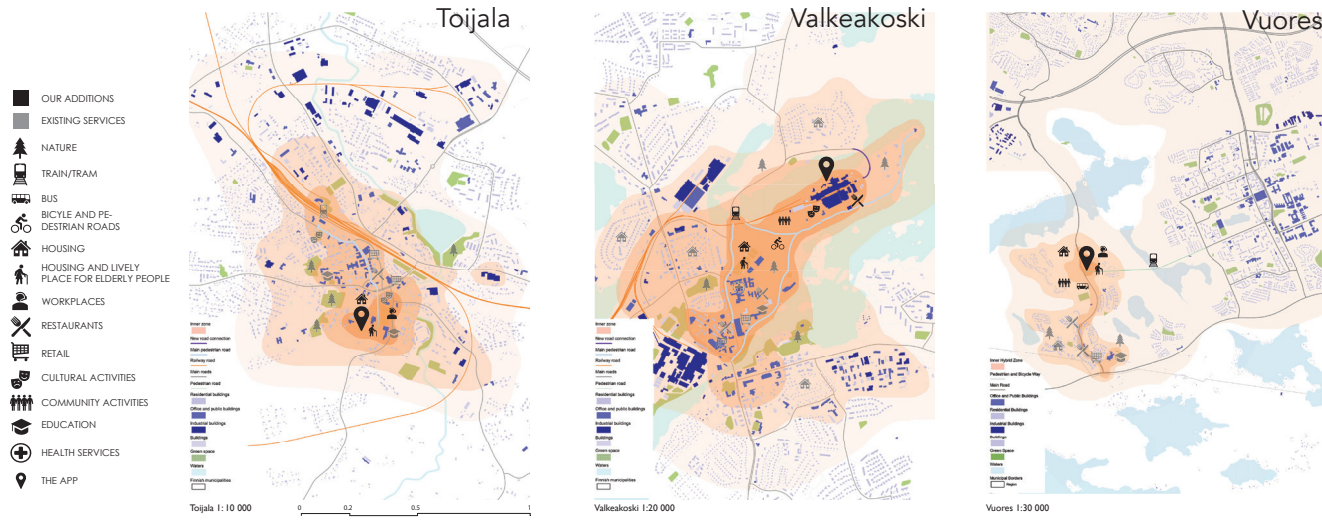 Toijala
Valkeakoski
Vuores
OUR ADDITIONS
EXISTING SERVICES
NATURE
TRAIN/TRAM
BUS
BICYLE AND PE-
DESTRIAN ROADS
HOUSING
HOUSING AND LIVELY
PLACE FOR ELDERLY PEOPLE
WORKPLACES
RESTAURANTS
RETAIL
CULTURAL ACTIVITIES
COMMUNITY ACTIVITIES
EDUCATION
HEALTH SERVICES
THE APP
Inner zone
New road connection
Main pedestrian road
Railway road
Main roads
Pedestrian road
Residential buildings
Office and public buildings
Industrial buildings
Buildings
Green space
Waters
Finnish municipalities
Toijala 1:10 000
0 0.2 0.5 1
Inner zone
New road connection
Main pedestrian road
Railway road
Main roads
Pedestrian road
Residential buildings
Office and public buildings
Industrial buildings
Buildings
Green space
Waters
Finnish municipalities
Valkeakoski 1:20 000
Inner Hybrid Zone
Pedestrian and Bicycle Way
Main Road
Office and Public Buildings
Residential Buildings
Industrial Buildings
Buildings
Green Space
Waters
Municipal Borders
Region
Vuores 1:30 000